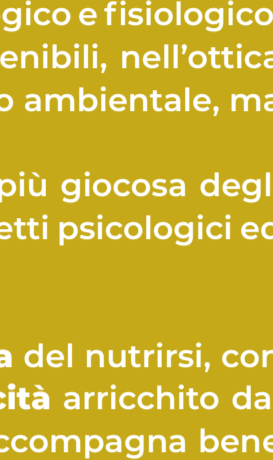 gico e fisiologico
enibili, nell'ottica
o ambientale, ma
più giocosa degl
etti psicologici ed
a del nutrirsi, con
cità arricchito da
ccompagna bene